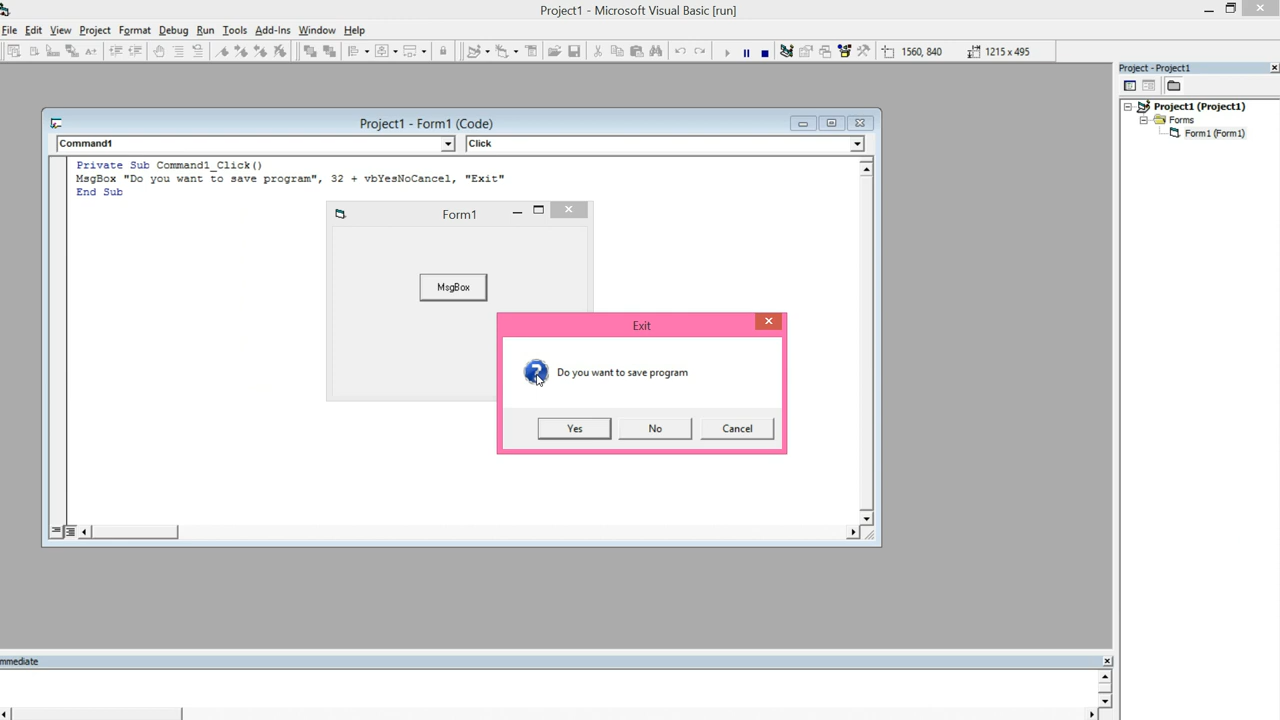 Project1 - Microsoft Visual Basic [run]
File Edit View Project Format Debug Run Tools Add-Ins Window Help
1560, 840 1215 x 495
Project - Project1
Project1 (Project1)
Forms
Form1 (Form1)
Project1 - Form1 (Code)
Command1 Click
Private Sub Command1_Click()
MsgBox "Do you want to save program", 32 + vbYesNoCancel, "Exit"
End Sub
Form1
MsgBox
Exit
Do you want to save program
Yes No Cancel
mmediate